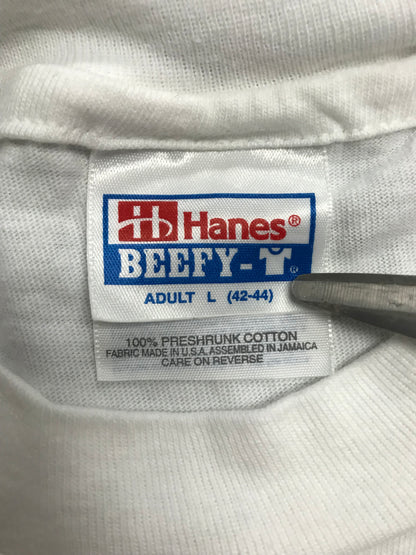 Hanes®
BEEFY-T®
ADULT L (42-44)
100% PRESHRUNK COTTON
FABRIC MADE IN U.S.A. ASSEMBLED IN JAMAICA
CARE ON REVERSE